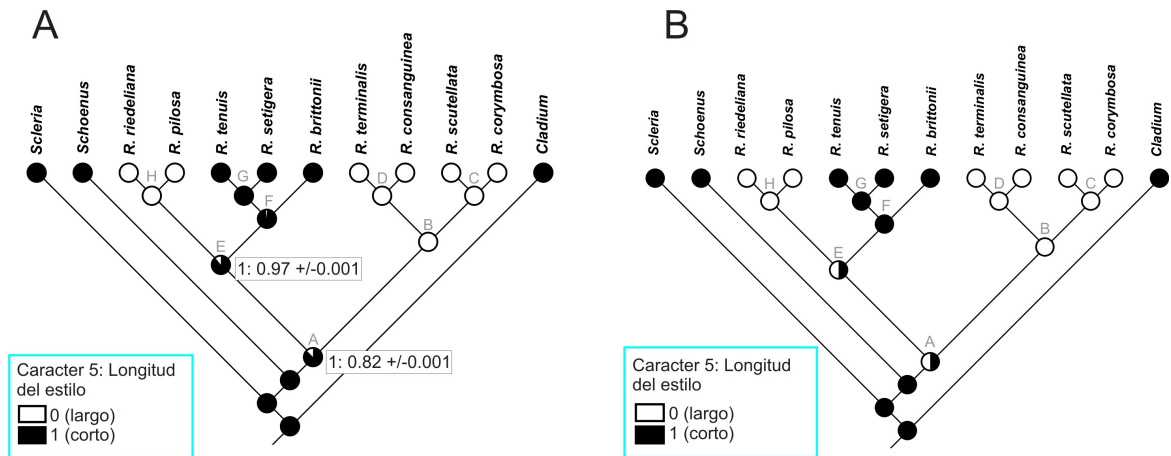 A
Scleria
Schoenus
R. riedeliana
R. pilosa
R. tenuis
R. setigera
R. brittonii
R. terminalis
R. consanguinea
R. scutellata
R. corymbosa
Cladium
H
G
F
D
C
B
E
1: 0.97 +/-0.001
A
1: 0.82 +/-0.001
Caracter 5: Longitud
del estilo
0 (largo)
1 (corto)
B
Scleria
Schoenus
R. riedeliana
R. pilosa
R. tenuis
R. setigera
R. brittonii
R. terminalis
R. consanguinea
R. scutellata
R. corymbosa
Cladium
H
G
F
D
C
B
E
A
Caracter 5: Longitud
del estilo
0 (largo)
1 (corto)